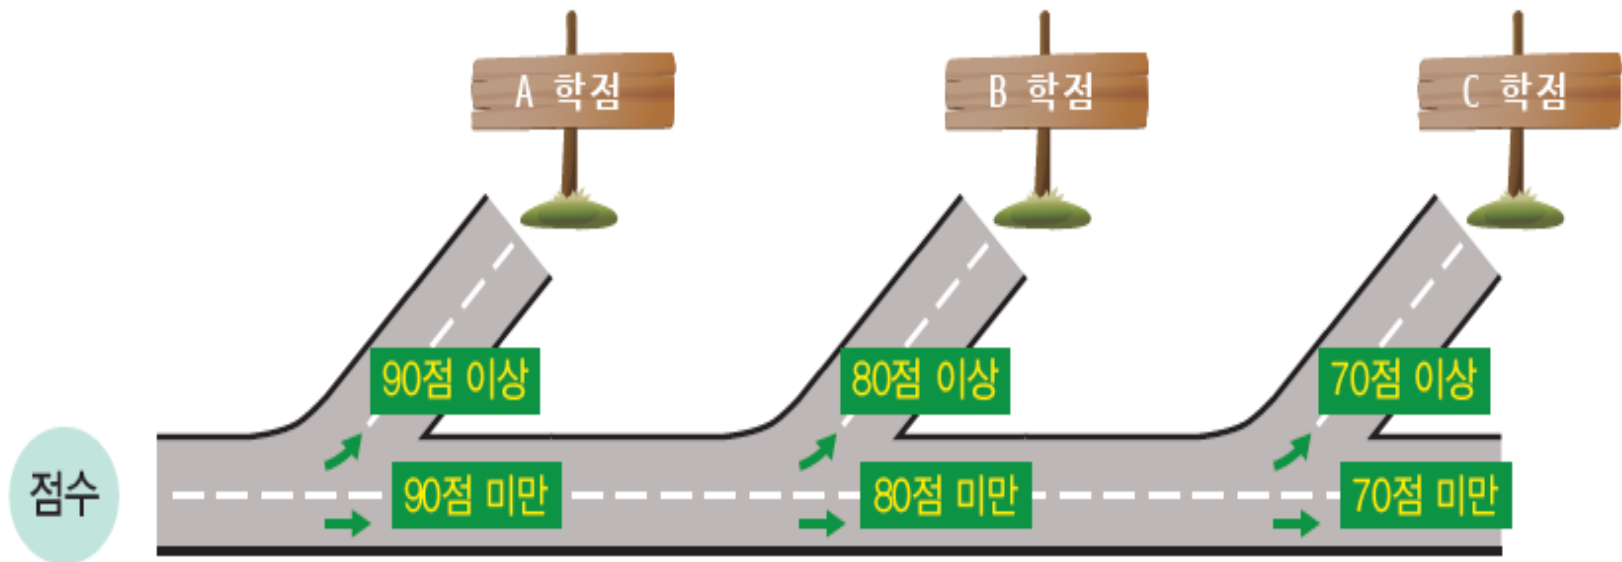 A 학점
B 학점
C 학점
90점 이상
80점 이상
70점 이상
점수
90점 미만
80점 미만
70점 미만